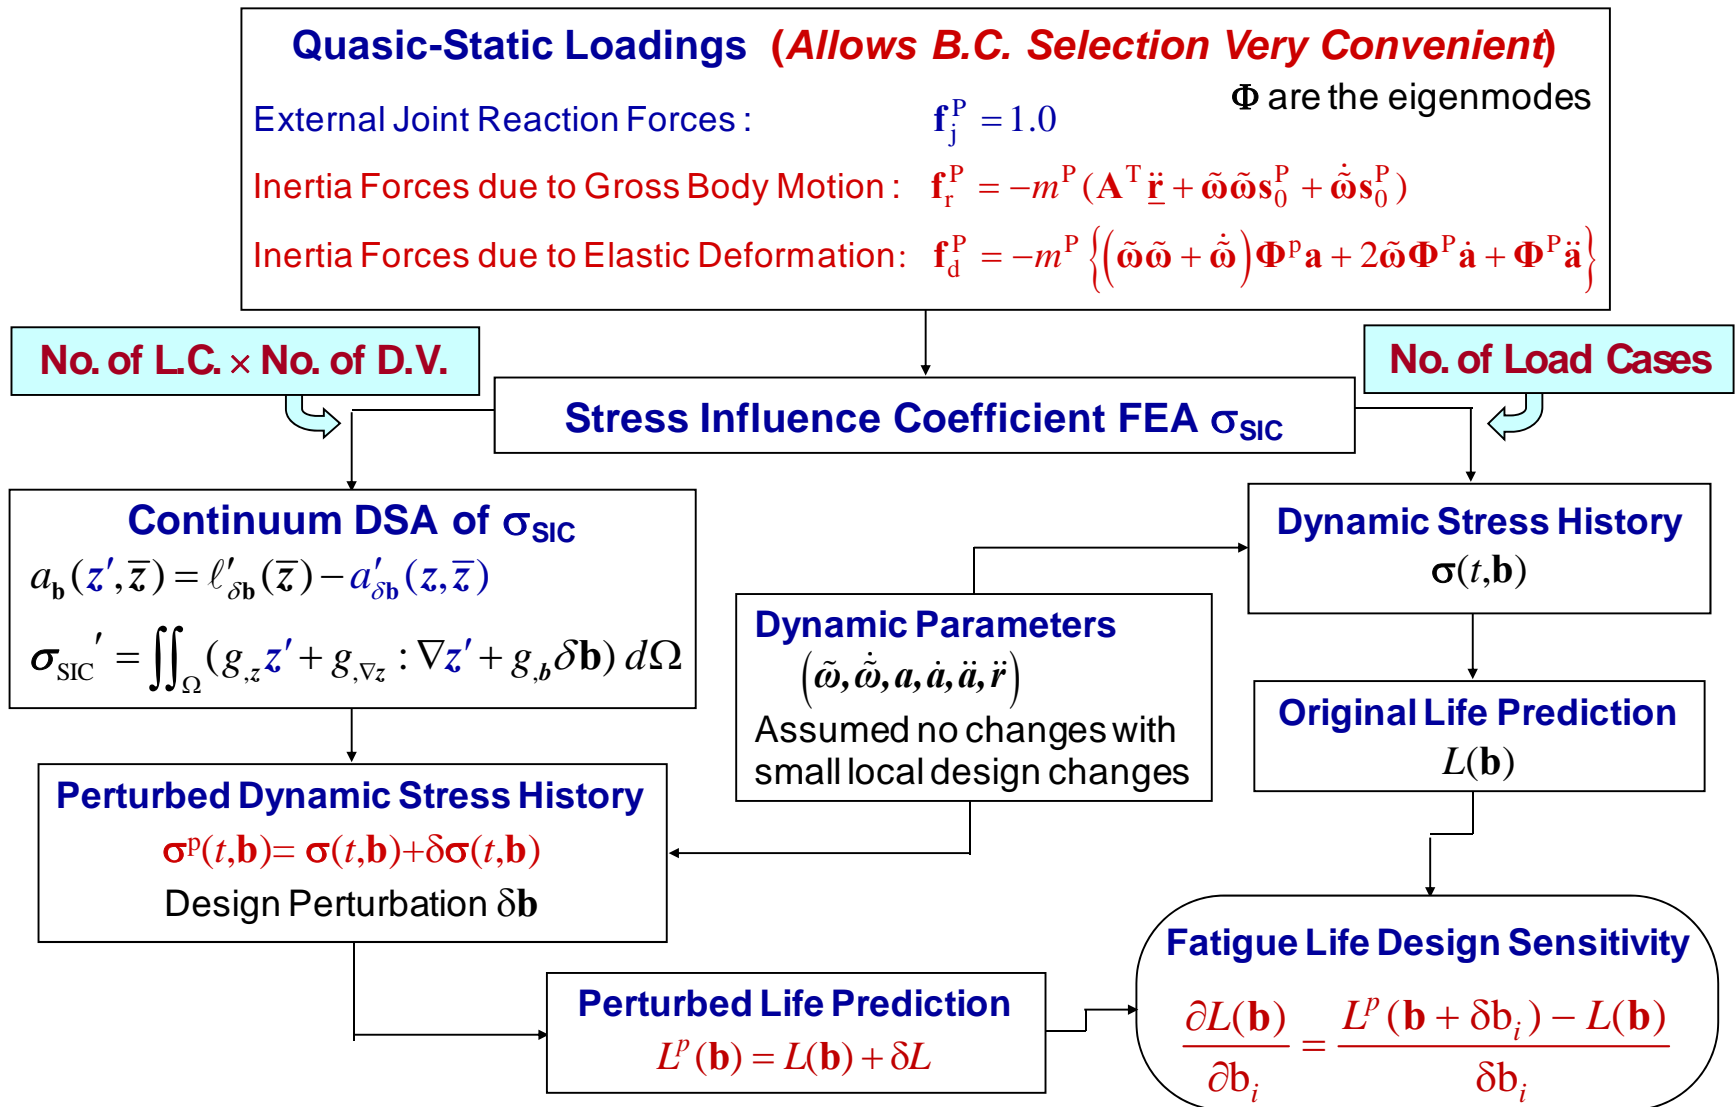 Quasic-Static Loadings (Allows B.C. Selection Very Convenient)
Φ are the eigenmodes
External Joint Reaction Forces : f_j^P = 1.0
Inertia Forces due to Gross Body Motion : f_r^P = −m^P (A^T r̈ + ω̃ω̃s_0^P + ω̃̇s_0^P)
Inertia Forces due to Elastic Deformation: f_d^P = −m^P {(ω̃ω̃ + ω̃̇)Φ^p a + 2ω̃Φ^P ȧ + Φ^P ä}
No. of L.C. × No. of D.V.
No. of Load Cases
Stress Influence Coefficient FEA σ_SIC
Continuum DSA of σ_SIC
a_b(z′, z̄) = ℓ′_δb(z̄) − a′_δb(z, z̄)
σ_SIC′ = ∬_Ω (g_,z z′ + g_,∇z : ∇z′ + g_,b δb) dΩ
Dynamic Stress History
σ(t,b)
Dynamic Parameters
(ω̃, ω̃̇, a, ȧ, ä, r̈)
Assumed no changes with
small local design changes
Original Life Prediction
L(b)
Perturbed Dynamic Stress History
σ^p(t,b)= σ(t,b)+δσ(t,b)
Design Perturbation δb
Perturbed Life Prediction
L^p(b) = L(b) + δL
Fatigue Life Design Sensitivity
∂L(b)/∂b_i = (L^p(b + δb_i) − L(b))/δb_i